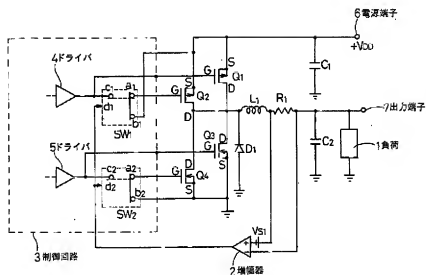 6電源端子
+VDD
4ドライバ
C1
a1
d1
b1
SW1
S
G
Q1
D
G
Q2
S
D
C1
L1
R1
7出力端子
5ドライバ
C2
a2
d2
b2
SW2
Q3
D
G
S
D
G
Q4
S
D1
C2
1負荷
VS1
2増幅器
3制御回路